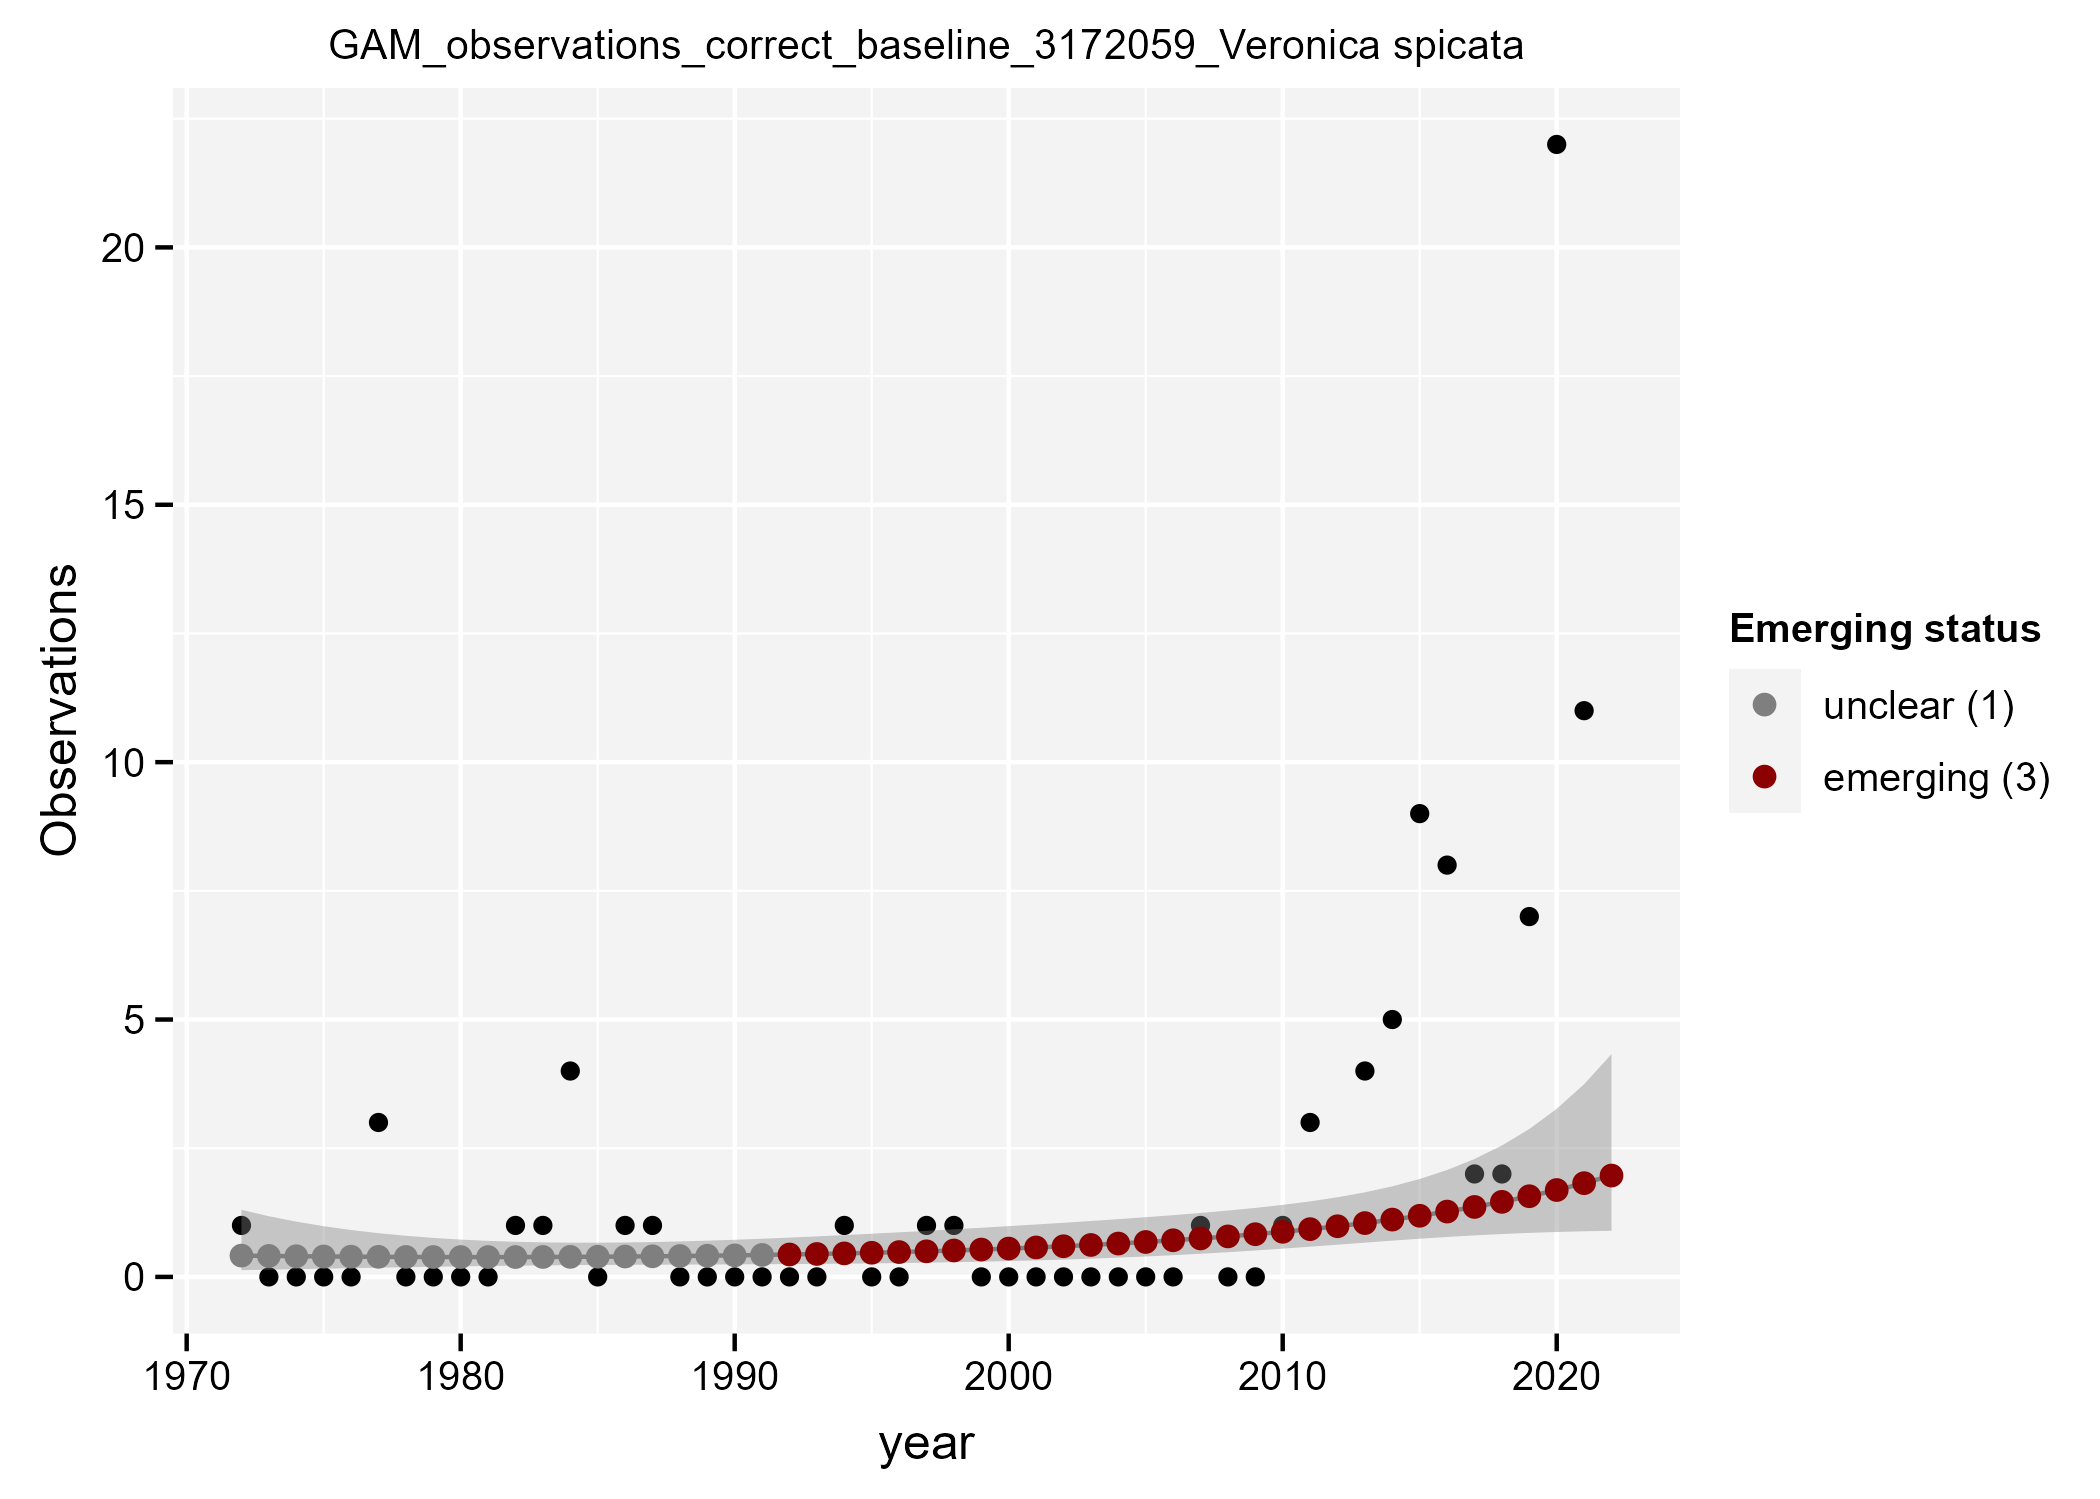 GAM_observations_correct_baseline_3172059_Veronica spicata
Observations
20
15
10
5
0
1970 1980 1990 2000 2010 2020
year
Emerging status
unclear (1)
emerging (3)